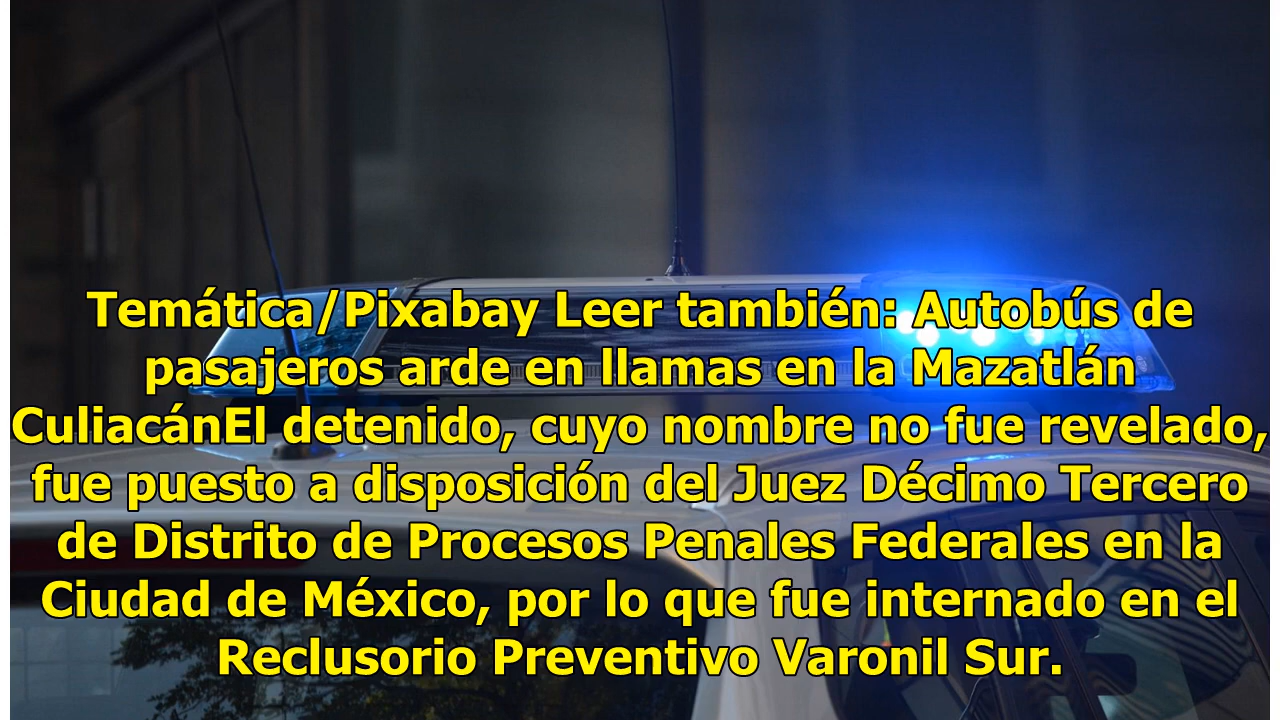 Temática/Pixabay Leer también: Autobús de
pasajeros arde en llamas en la Mazatlán
CuliacánEl detenido, cuyo nombre no fue revelado,
fue puesto a disposición del Juez Décimo Tercero
de Distrito de Procesos Penales Federales en la
Ciudad de México, por lo que fue internado en el
Reclusorio Preventivo Varonil Sur.